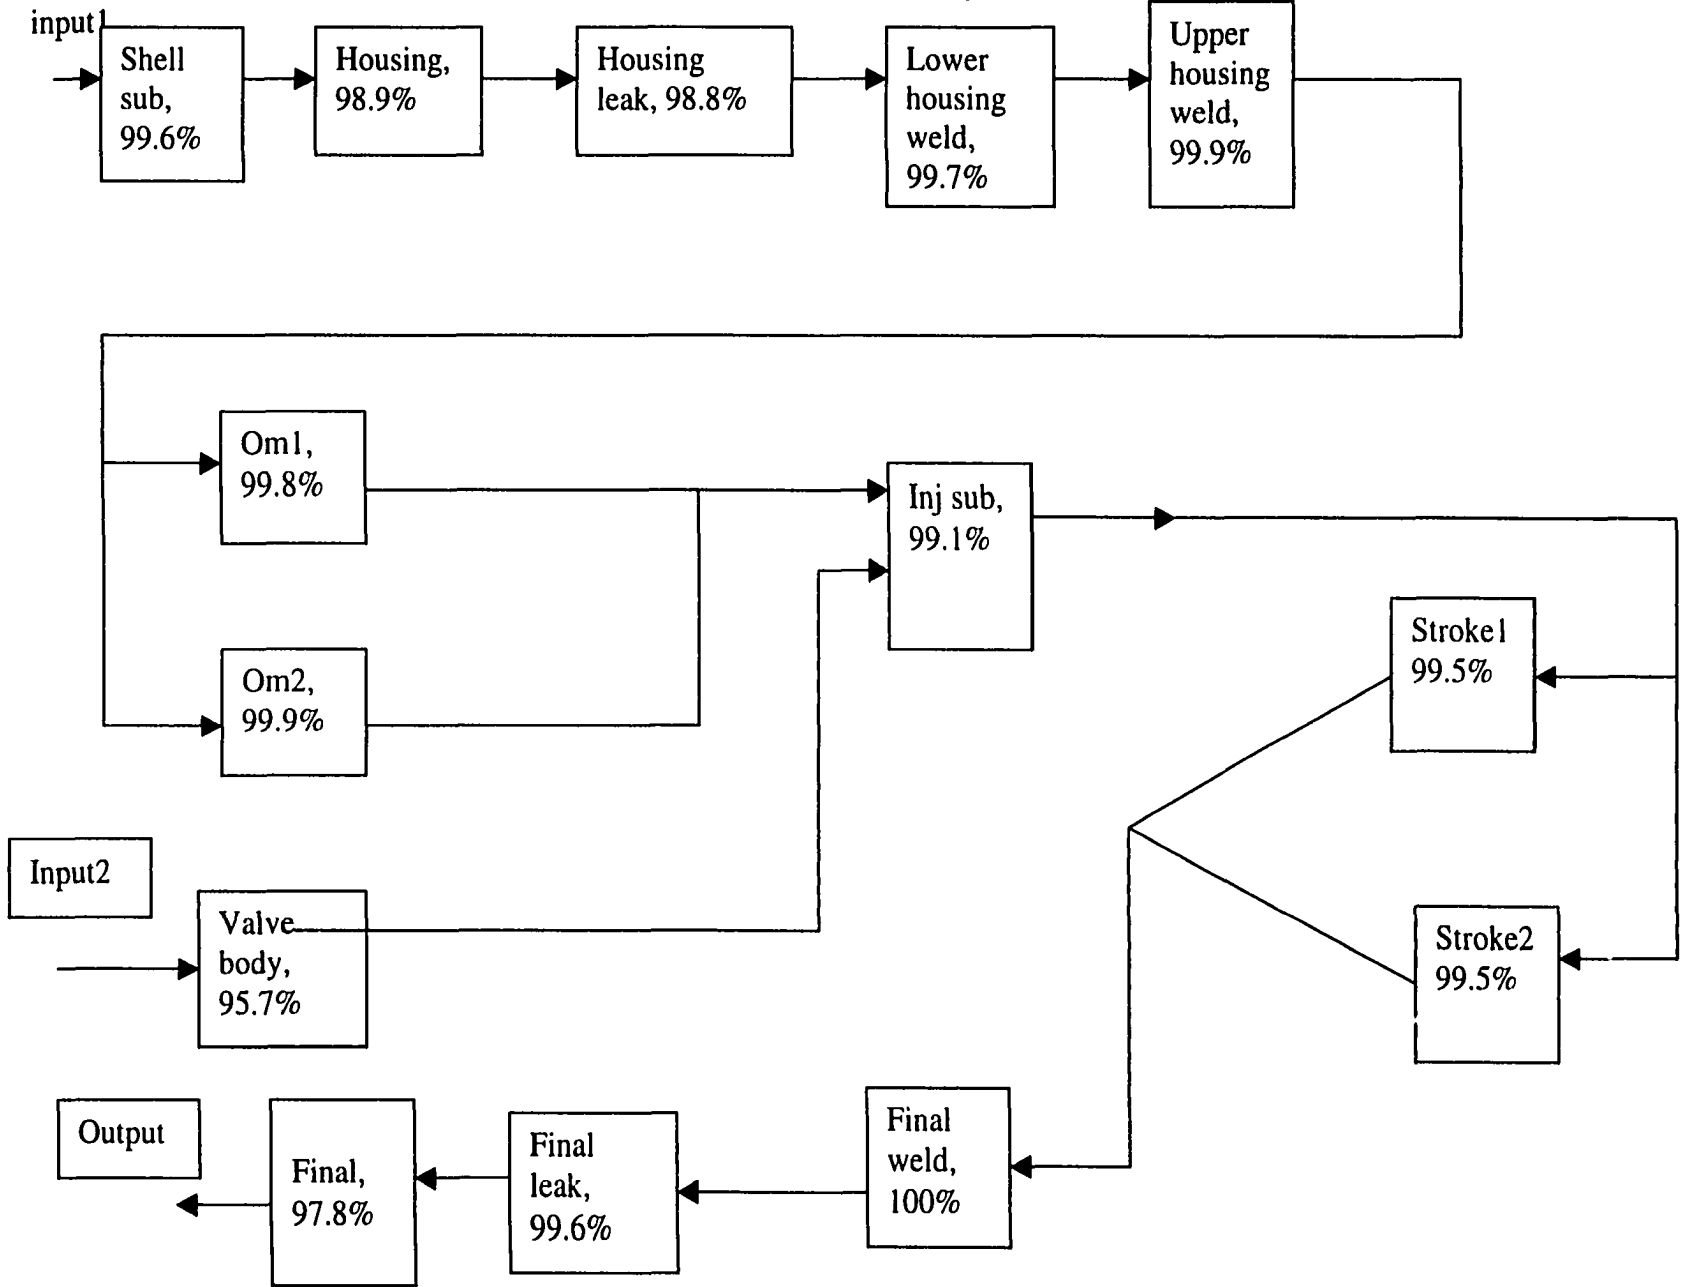 input1
Shell
sub,
99.6%
Housing,
98.9%
Housing
leak, 98.8%
Lower
housing
weld,
99.7%
Upper
housing
weld,
99.9%
Om1,
99.8%
Om2,
99.9%
Inj sub,
99.1%
Stroke1
99.5%
Stroke2
99.5%
Input2
Valve
body,
95.7%
Output
Final,
97.8%
Final
leak,
99.6%
Final
weld,
100%